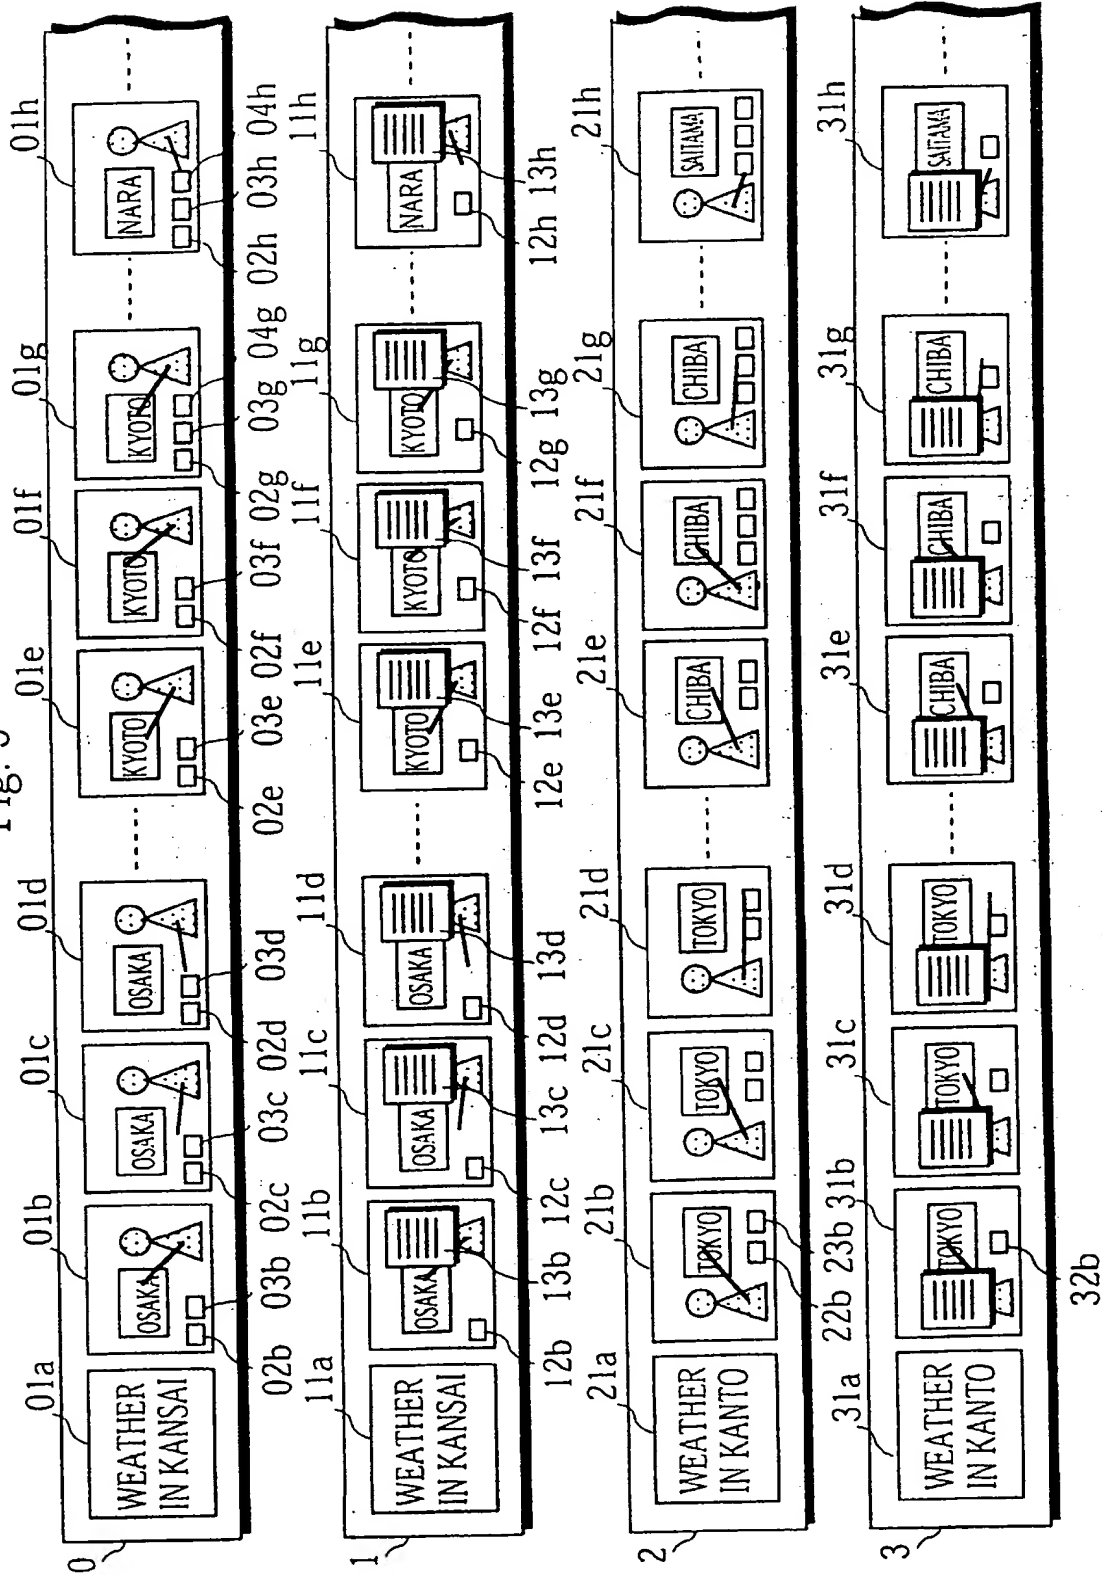 Fig.
01a 01b 01c 01d 01e 01f 01g 01h
0
WEATHER
IN KANSAI
OSAKA OSAKA OSAKA KYOTO KYOTO KYOTO NARA
02b 03b 02c 03c 02d 03d 02e 03e 02f 03f 02g 03g 04g 02h 03h 04h
11a 11b 11c 11d 11e 11f 11g 11h
1
WEATHER
IN KANSAI
OSAKA OSAKA OSAKA KYOTO KYOTO KYOTO NARA
12b 13b 12c 13c 12d 13d 12e 13e 12f 13f 12g 13g 12h 13h
21a 21b 21c 21d 21e 21f 21g 21h
2
WEATHER
IN KANTO
TOKYO TOKYO TOKYO CHIBA CHIBA CHIBA SAITAMA
22b 23b
31a 31b 31c 31d 31e 31f 31g 31h
3
WEATHER
IN KANTO
TOKYO TOKYO TOKYO CHIBA CHIBA CHIBA SAITAMA
32b